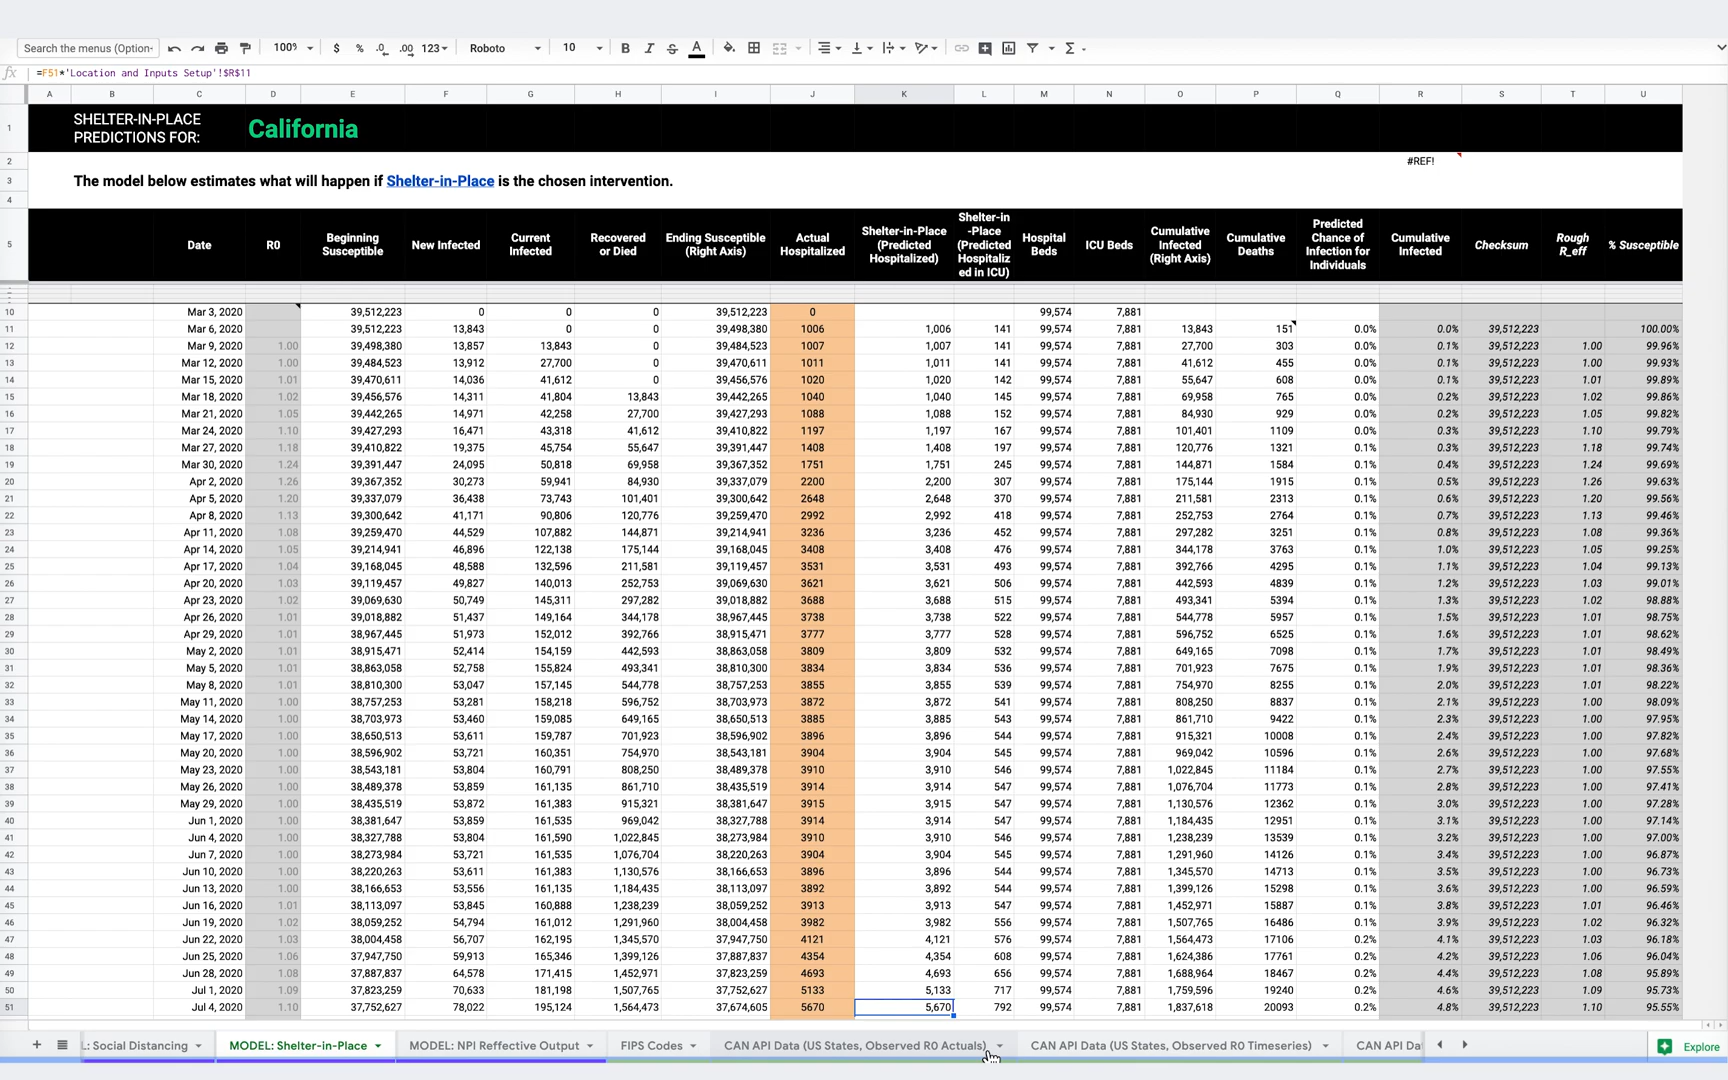 Search the menus (Option-
100%
$ % .0 .00 123
Roboto
10
B I S A
fx =F51*'Location and Inputs Setup'!$R$11
A B C D E F G H I J K L M N O P Q R S T U
1 SHELTER-IN-PLACE PREDICTIONS FOR: California
2 #REF!
3 The model below estimates what will happen if Shelter-in-Place is the chosen intervention.
4
5 Date R0 Beginning Susceptible New Infected Current Infected Recovered or Died Ending Susceptible (Right Axis) Actual Hospitalized Shelter-in-Place (Predicted Hospitalized) Shelter-in-Place (Predicted Hospitalized in ICU) Hospital Beds ICU Beds Cumulative Infected (Right Axis) Cumulative Deaths Predicted Chance of Infection for Individuals Cumulative Infected Checksum Rough R_eff % Susceptible
10 Mar 3, 2020 39,512,223 0 0 0 39,512,223 0 99,574 7,881
11 Mar 6, 2020 39,512,223 13,843 0 0 39,498,380 1006 1,006 141 99,574 7,881 13,843 151 0.0% 0.0% 39,512,223 100.00%
12 Mar 9, 2020 1.00 39,498,380 13,857 13,843 0 39,484,523 1007 1,007 141 99,574 7,881 27,700 303 0.0% 0.1% 39,512,223 1.00 99.96%
13 Mar 12, 2020 1.00 39,484,523 13,912 27,700 0 39,470,611 1011 1,011 141 99,574 7,881 41,612 455 0.0% 0.1% 39,512,223 1.00 99.93%
14 Mar 15, 2020 1.01 39,470,611 14,036 41,612 0 39,456,576 1020 1,020 142 99,574 7,881 55,647 608 0.0% 0.1% 39,512,223 1.01 99.89%
15 Mar 18, 2020 1.02 39,456,576 14,311 41,804 13,843 39,442,265 1040 1,040 145 99,574 7,881 69,958 765 0.0% 0.2% 39,512,223 1.02 99.86%
16 Mar 21, 2020 1.05 39,442,265 14,971 42,258 27,700 39,427,293 1088 1,088 152 99,574 7,881 84,930 929 0.0% 0.2% 39,512,223 1.05 99.82%
17 Mar 24, 2020 1.10 39,427,293 16,471 43,318 41,612 39,410,822 1197 1,197 167 99,574 7,881 101,401 1109 0.0% 0.3% 39,512,223 1.10 99.79%
18 Mar 27, 2020 1.18 39,410,822 19,375 45,754 55,647 39,391,447 1408 1,408 197 99,574 7,881 120,776 1321 0.1% 0.3% 39,512,223 1.18 99.74%
19 Mar 30, 2020 1.24 39,391,447 24,095 50,818 69,958 39,367,352 1751 1,751 245 99,574 7,881 144,871 1584 0.1% 0.4% 39,512,223 1.24 99.69%
20 Apr 2, 2020 1.26 39,367,352 30,273 59,941 84,930 39,337,079 2200 2,200 307 99,574 7,881 175,144 1915 0.1% 0.5% 39,512,223 1.26 99.63%
21 Apr 5, 2020 1.20 39,337,079 36,438 73,743 101,401 39,300,642 2648 2,648 370 99,574 7,881 211,581 2313 0.1% 0.6% 39,512,223 1.20 99.56%
22 Apr 8, 2020 1.13 39,300,642 41,171 90,806 120,776 39,259,470 2992 2,992 418 99,574 7,881 252,753 2764 0.1% 0.7% 39,512,223 1.13 99.46%
23 Apr 11, 2020 1.08 39,259,470 44,529 107,882 144,871 39,214,941 3236 3,236 452 99,574 7,881 297,282 3251 0.1% 0.8% 39,512,223 1.08 99.36%
24 Apr 14, 2020 1.05 39,214,941 46,896 122,138 175,144 39,168,045 3408 3,408 476 99,574 7,881 344,178 3763 0.1% 1.0% 39,512,223 1.05 99.25%
25 Apr 17, 2020 1.04 39,168,045 48,588 132,596 211,581 39,119,457 3531 3,531 493 99,574 7,881 392,766 4295 0.1% 1.1% 39,512,223 1.04 99.13%
26 Apr 20, 2020 1.03 39,119,457 49,827 140,013 252,753 39,069,630 3621 3,621 506 99,574 7,881 442,593 4839 0.1% 1.2% 39,512,223 1.03 99.01%
27 Apr 23, 2020 1.02 39,069,630 50,749 145,311 297,282 39,018,882 3688 3,688 515 99,574 7,881 493,341 5394 0.1% 1.3% 39,512,223 1.02 98.88%
28 Apr 26, 2020 1.01 39,018,882 51,437 149,164 344,178 38,967,445 3738 3,738 522 99,574 7,881 544,778 5957 0.1% 1.5% 39,512,223 1.01 98.75%
29 Apr 29, 2020 1.01 38,967,445 51,973 152,012 392,766 38,915,471 3777 3,777 528 99,574 7,881 596,752 6525 0.1% 1.6% 39,512,223 1.01 98.62%
30 May 2, 2020 1.01 38,915,471 52,414 154,159 442,593 38,863,058 3809 3,809 532 99,574 7,881 649,165 7098 0.1% 1.7% 39,512,223 1.01 98.49%
31 May 5, 2020 1.01 38,863,058 52,758 155,824 493,341 38,810,300 3834 3,834 536 99,574 7,881 701,923 7675 0.1% 1.9% 39,512,223 1.01 98.36%
32 May 8, 2020 1.01 38,810,300 53,047 157,145 544,778 38,757,253 3855 3,855 539 99,574 7,881 754,970 8255 0.1% 2.0% 39,512,223 1.01 98.22%
33 May 11, 2020 1.00 38,757,253 53,281 158,218 596,752 38,703,973 3872 3,872 541 99,574 7,881 808,250 8837 0.1% 2.1% 39,512,223 1.00 98.09%
34 May 14, 2020 1.00 38,703,973 53,460 159,085 649,165 38,650,513 3885 3,885 543 99,574 7,881 861,710 9422 0.1% 2.3% 39,512,223 1.00 97.95%
35 May 17, 2020 1.00 38,650,513 53,611 159,787 701,923 38,596,902 3896 3,896 544 99,574 7,881 915,321 10008 0.1% 2.4% 39,512,223 1.00 97.82%
36 May 20, 2020 1.00 38,596,902 53,721 160,351 754,970 38,543,181 3904 3,904 545 99,574 7,881 969,042 10596 0.1% 2.6% 39,512,223 1.00 97.68%
37 May 23, 2020 1.00 38,543,181 53,804 160,791 808,250 38,489,378 3910 3,910 546 99,574 7,881 1,022,845 11184 0.1% 2.7% 39,512,223 1.00 97.55%
38 May 26, 2020 1.00 38,489,378 53,859 161,135 861,710 38,435,519 3914 3,914 547 99,574 7,881 1,076,704 11773 0.1% 2.8% 39,512,223 1.00 97.41%
39 May 29, 2020 1.00 38,435,519 53,872 161,383 915,321 38,381,647 3915 3,915 547 99,574 7,881 1,130,576 12362 0.1% 3.0% 39,512,223 1.00 97.28%
40 Jun 1, 2020 1.00 38,381,647 53,859 161,535 969,042 38,327,788 3914 3,914 547 99,574 7,881 1,184,435 12951 0.1% 3.1% 39,512,223 1.00 97.14%
41 Jun 4, 2020 1.00 38,327,788 53,804 161,590 1,022,845 38,273,984 3910 3,910 546 99,574 7,881 1,238,239 13539 0.1% 3.2% 39,512,223 1.00 97.00%
42 Jun 7, 2020 1.00 38,273,984 53,721 161,535 1,076,704 38,220,263 3904 3,904 545 99,574 7,881 1,291,960 14126 0.1% 3.4% 39,512,223 1.00 96.87%
43 Jun 10, 2020 1.00 38,220,263 53,611 161,383 1,130,576 38,166,653 3896 3,896 544 99,574 7,881 1,345,570 14713 0.1% 3.5% 39,512,223 1.00 96.73%
44 Jun 13, 2020 1.00 38,166,653 53,556 161,135 1,184,435 38,113,097 3892 3,892 544 99,574 7,881 1,399,126 15298 0.1% 3.6% 39,512,223 1.00 96.59%
45 Jun 16, 2020 1.01 38,113,097 53,845 160,888 1,238,239 38,059,252 3913 3,913 547 99,574 7,881 1,452,971 15887 0.1% 3.8% 39,512,223 1.01 96.46%
46 Jun 19, 2020 1.02 38,059,252 54,794 161,012 1,291,960 38,004,458 3982 3,982 556 99,574 7,881 1,507,765 16486 0.1% 3.9% 39,512,223 1.02 96.32%
47 Jun 22, 2020 1.03 38,004,458 56,707 162,195 1,345,570 37,947,750 4121 4,121 576 99,574 7,881 1,564,473 17106 0.2% 4.1% 39,512,223 1.03 96.18%
48 Jun 25, 2020 1.06 37,947,750 59,913 165,346 1,399,126 37,887,837 4354 4,354 608 99,574 7,881 1,624,386 17761 0.2% 4.2% 39,512,223 1.06 96.04%
49 Jun 28, 2020 1.08 37,887,837 64,578 171,415 1,452,971 37,823,259 4693 4,693 656 99,574 7,881 1,688,964 18467 0.2% 4.4% 39,512,223 1.08 95.89%
50 Jul 1, 2020 1.09 37,823,259 70,633 181,198 1,507,765 37,752,627 5133 5,133 717 99,574 7,881 1,759,596 19240 0.2% 4.6% 39,512,223 1.09 95.73%
51 Jul 4, 2020 1.10 37,752,627 78,022 195,124 1,564,473 37,674,605 5670 5,670 792 99,574 7,881 1,837,618 20093 0.2% 4.8% 39,512,223 1.10 95.55%
L: Social Distancing
MODEL: Shelter-in-Place
MODEL: NPI Reffective Output
FIPS Codes
CAN API Data (US States, Observed R0 Actuals)
CAN API Data (US States, Observed R0 Timeseries)
CAN API Da
Explore